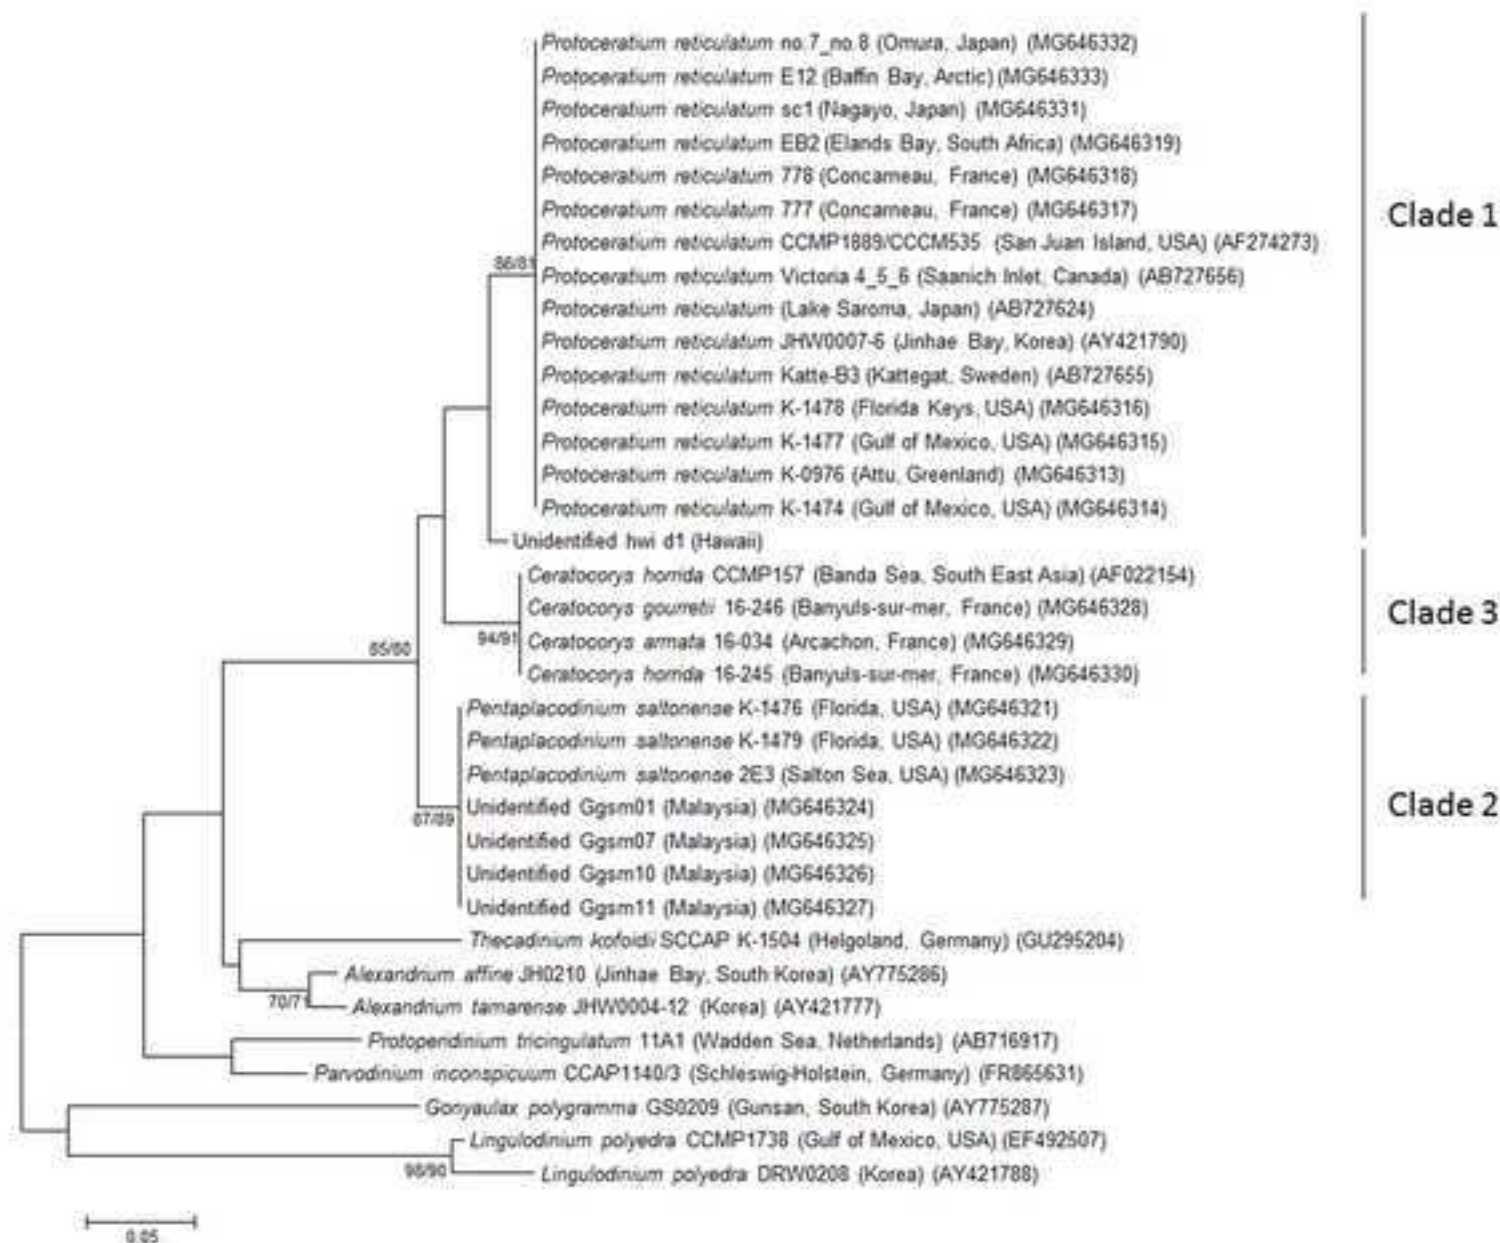 Protoceratium reticulatum no.7_no.8 (Omura, Japan) (MG646332)
Protoceratium reticulatum E12 (Baffin Bay, Arctic) (MG646333)
Protoceratium reticulatum sc1 (Nagayo, Japan) (MG646331)
Protoceratium reticulatum EB2 (Elands Bay, South Africa) (MG646319)
Protoceratium reticulatum 778 (Concarneau, France) (MG646318)
Clade 1
Protoceratium reticulatum 777 (Concarneau, France) (MG646317)
Protoceratium reticulatum CCMP1889/CCCM535 (San Juan Island, USA) (AF274273)
86/81
Protoceratium reticulatum Victoria 4_5_6 (Saanich Inlet, Canada) (AB727656)
Protoceratium reticulatum (Lake Saroma, Japan) (AB727624)
Protoceratium reticulatum JHW0007-6 (Jinhae Bay, Korea) (AY421790)
Protoceratium reticulatum Katte-B3 (Kattegat, Sweden) (AB727655)
Protoceratium reticulatum K-1478 (Florida Keys, USA) (MG646316)
Protoceratium reticulatum K-1477 (Gulf of Mexico, USA) (MG646315)
Protoceratium reticulatum K-0976 (Attu, Greenland) (MG646313)
Protoceratium reticulatum K-1474 (Gulf of Mexico, USA) (MG646314)
Unidentified hwi d1 (Hawaii)
Ceratocorys horrida CCMP157 (Banda Sea, South East Asia) (AF022154)
Ceratocorys gourretii 16-246 (Banyuls-sur-mer, France) (MG646328)
Clade 3
94/91
Ceratocorys armata 16-034 (Arcachon, France) (MG646329)
85/80
Ceratocorys horrida 16-245 (Banyuls-sur-mer, France) (MG646330)
Pentaplacodinium saltonense K-1476 (Florida, USA) (MG646321)
Pentaplacodinium saltonense K-1479 (Florida, USA) (MG646322)
Pentaplacodinium saltonense 2E3 (Salton Sea, USA) (MG646323)
Unidentified Ggsm01 (Malaysia) (MG646324)
Clade 2
87/89
Unidentified Ggsm07 (Malaysia) (MG646325)
Unidentified Ggsm10 (Malaysia) (MG646326)
Unidentified Ggsm11 (Malaysia) (MG646327)
Thecadinium kofoidii SCCAP K-1504 (Helgoland, Germany) (GU295204)
Alexandrium affine JH0210 (Jinhae Bay, South Korea) (AY775286)
70/71
Alexandrium tamarense JHW0004-12 (Korea) (AY421777)
Protoperidinium tricingulatum 11A1 (Wadden Sea, Netherlands) (AB716917)
Parvodinium inconspicuum CCAP1140/3 (Schleswig-Holstein, Germany) (FR865631)
Gonyaulax polygramma GS0209 (Gunsan, South Korea) (AY775287)
Lingulodinium polyedra CCMP1738 (Gulf of Mexico, USA) (EF492507)
98/90
Lingulodinium polyedra DRW0208 (Korea) (AY421788)
0.05